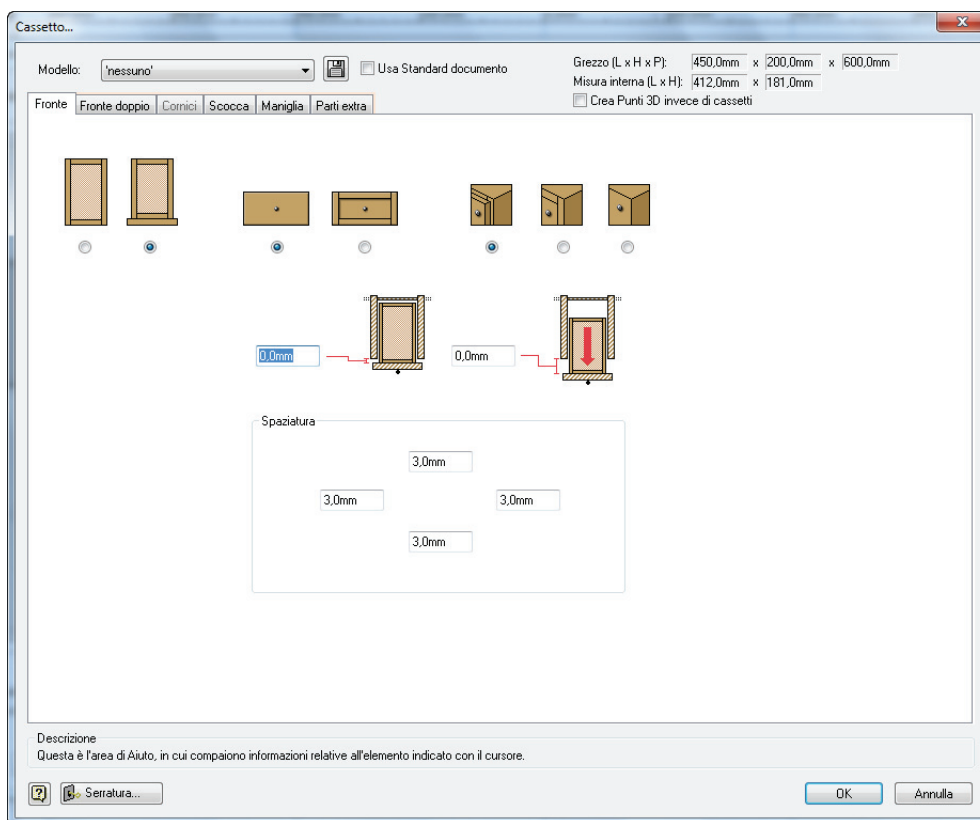 Cassetto...
Modello: 'nessuno' Usa Standard documento
Grezzo (L x H x P): 450,0mm x 200,0mm x 600,0mm
Misura interna (L x H): 412,0mm x 181,0mm
Crea Punti 3D invece di cassetti
Fronte Fronte doppio Cornici Scocca Maniglia Parti extra
0,0mm 0,0mm
Spaziatura
3,0mm
3,0mm 3,0mm
3,0mm
Descrizione
Questa è l'area di Aiuto, in cui compaiono informazioni relative all'elemento indicato con il cursore.
Serratura... OK Annulla